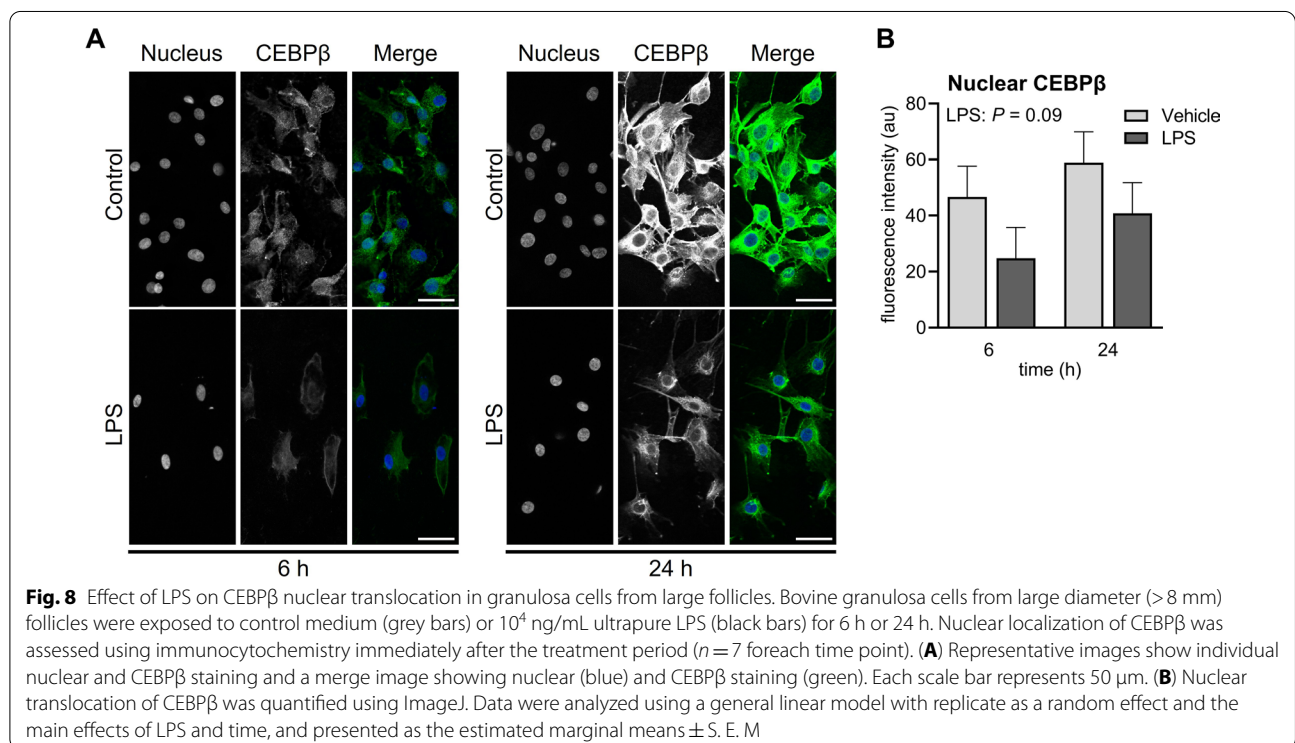 A
Nucleus CEBPβ Merge
Nucleus CEBPβ Merge
Control
Control
LPS
LPS
6 h
24 h
B
Nuclear CEBPβ
LPS: P = 0.09
Vehicle
LPS
fluorescence intensity (au)
80
60
40
20
0
6
24
time (h)
Fig. 8 Effect of LPS on CEBPβ nuclear translocation in granulosa cells from large follicles. Bovine granulosa cells from large diameter (> 8 mm)
follicles were exposed to control medium (grey bars) or 10⁴ ng/mL ultrapure LPS (black bars) for 6 h or 24 h. Nuclear localization of CEBPβ was
assessed using immunocytochemistry immediately after the treatment period (n = 7 foreach time point). (A) Representative images show individual
nuclear and CEBPβ staining and a merge image showing nuclear (blue) and CEBPβ staining (green). Each scale bar represents 50 µm. (B) Nuclear
translocation of CEBPβ was quantified using ImageJ. Data were analyzed using a general linear model with replicate as a random effect and the
main effects of LPS and time, and presented as the estimated marginal means ± S. E. M